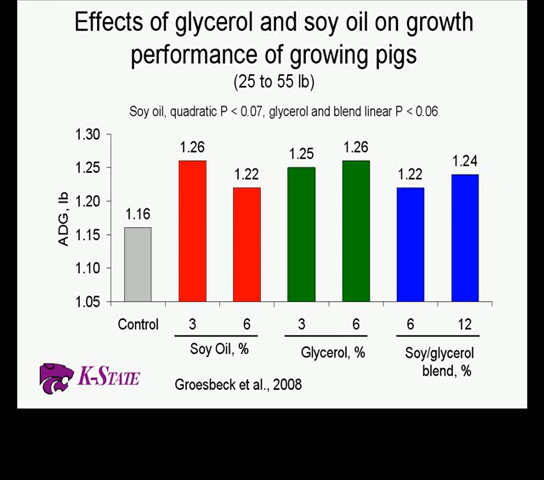 Effects of glycerol and soy oil on growth
performance of growing pigs
(25 to 55 lb)
Soy oil, quadratic P < 0.07, glycerol and blend linear P < 0.06
ADG, lb
1.30
1.25
1.20
1.15
1.10
1.05
1.16
1.26
1.22
1.25
1.26
1.22
1.24
Control
3
6
3
6
6
12
Soy Oil, %
Glycerol, %
Soy/glycerol
blend, %
K-STATE
Groesbeck et al., 2008